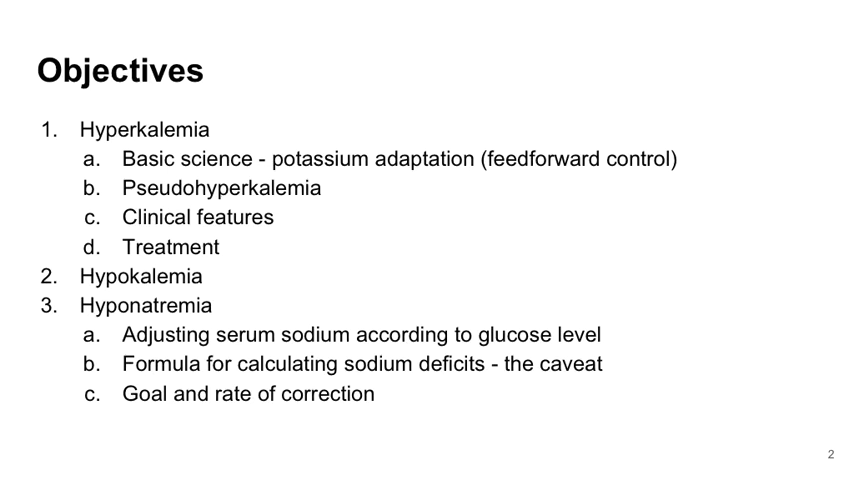 Objectives
1. Hyperkalemia
a. Basic science - potassium adaptation (feedforward control)
b. Pseudohyperkalemia
c. Clinical features
d. Treatment
2. Hypokalemia
3. Hyponatremia
a. Adjusting serum sodium according to glucose level
b. Formula for calculating sodium deficits - the caveat
c. Goal and rate of correction
2